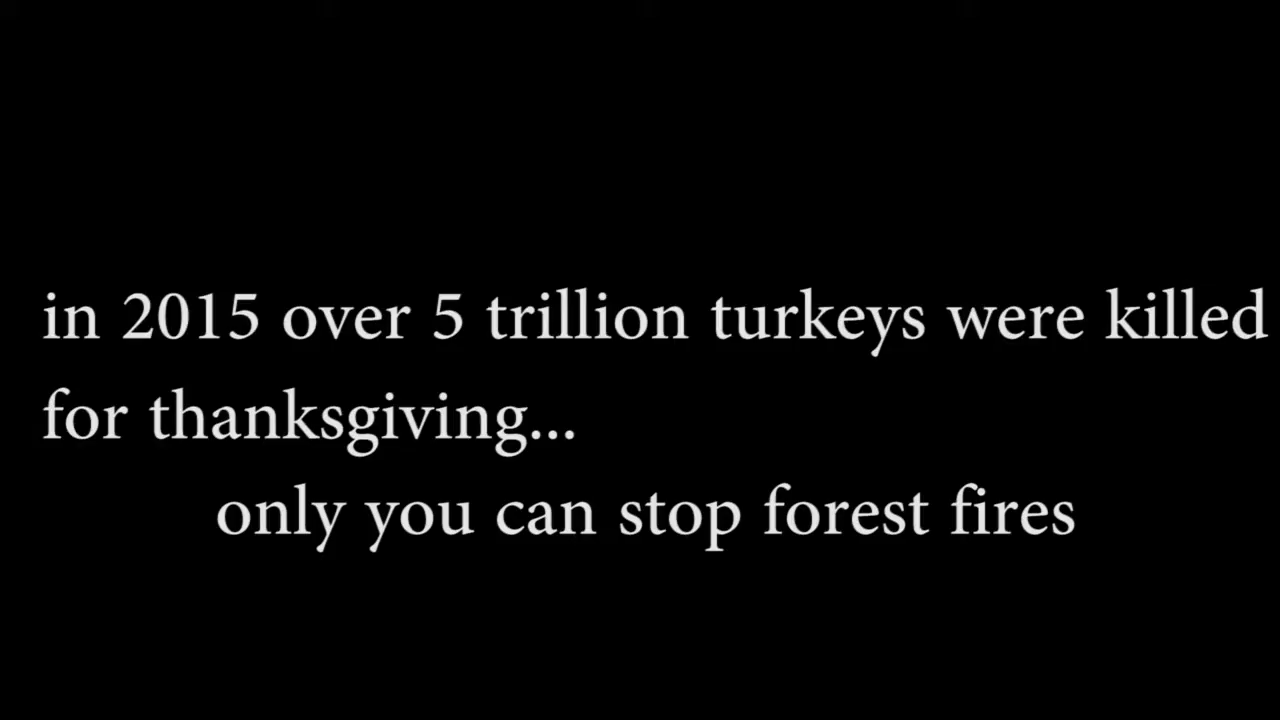 in 2015 over 5 trillion turkeys were killed
for thanksgiving...
only you can stop forest fires